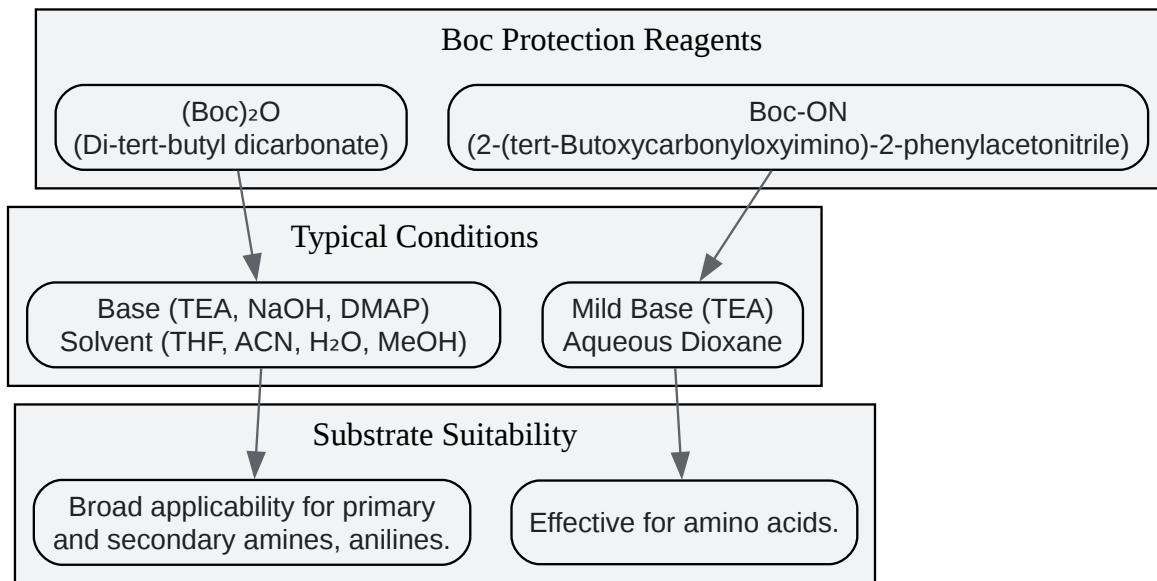 Boc Protection Reagents
(Boc)₂O
(Di-tert-butyl dicarbonate)
Boc-ON
(2-(tert-Butoxycarbonyloxyimino)-2-phenylacetonitrile)
Typical Conditions
Base (TEA, NaOH, DMAP)
Solvent (THF, ACN, H₂O, MeOH)
Mild Base (TEA)
Aqueous Dioxane
Substrate Suitability
Broad applicability for primary
and secondary amines, anilines.
Effective for amino acids.